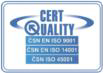 CERT
QUALITY
ČSN EN ISO 9001
ČSN EN ISO 14001
ČSN ISO 45001